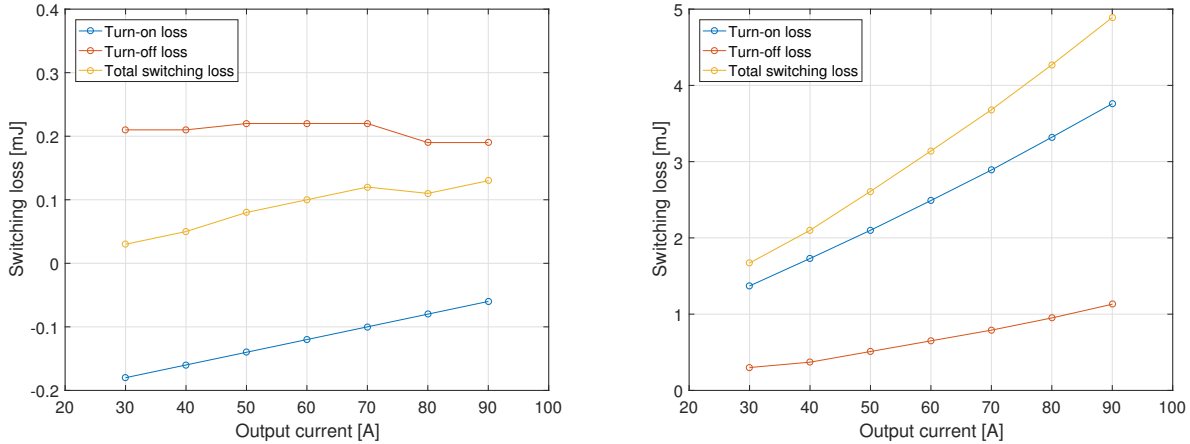 0.4
0.3
0.2
0.1
0
-0.1
-0.2
Switching loss [mJ]
Turn-on loss
Turn-off loss
Total switching loss
20 30 40 50 60 70 80 90 100
Output current [A]
5
4
3
2
1
0
Switching loss [mJ]
Turn-on loss
Turn-off loss
Total switching loss
20 30 40 50 60 70 80 90 100
Output current [A]